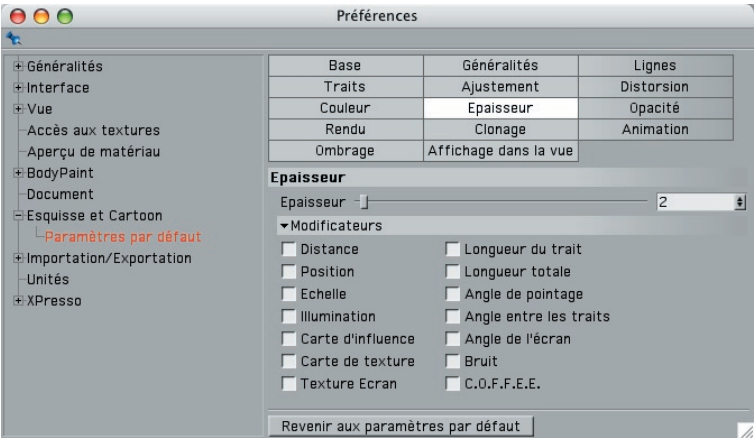 Préférences
Généralités
Interface
Vue
Accès aux textures
Aperçu de matériau
BodyPaint
Document
Esquisse et Cartoon
Paramètres par défaut
Importation/Exportation
Unités
XPresso
Base Généralités Lignes
Traits Ajustement Distorsion
Couleur Epaisseur Opacité
Rendu Clonage Animation
Ombrage Affichage dans la vue
Epaisseur
Epaisseur 2
Modificateurs
Distance Longueur du trait
Position Longueur totale
Echelle Angle de pointage
Illumination Angle entre les traits
Carte d'influence Angle de l'écran
Carte de texture Bruit
Texture Ecran C.O.F.F.E.E.
Revenir aux paramètres par défaut